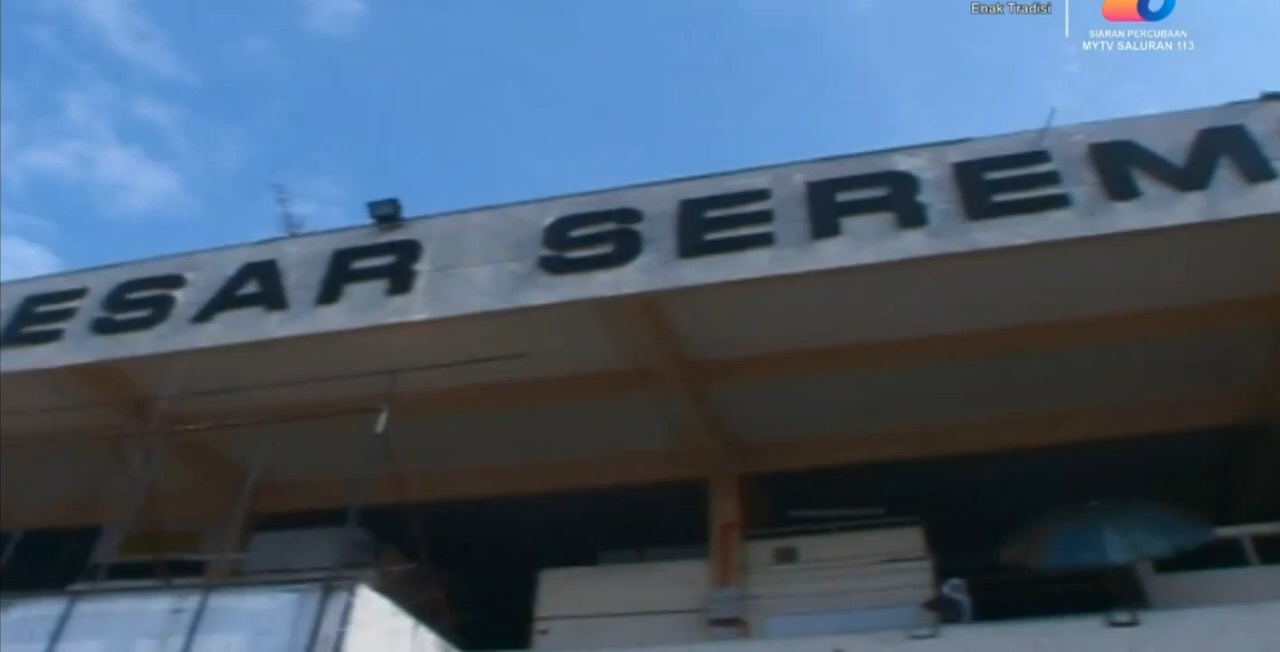 Enak Tradisi
SIARAN PERCUBAAN
MYTV SALURAN 113
ESAR SEREM